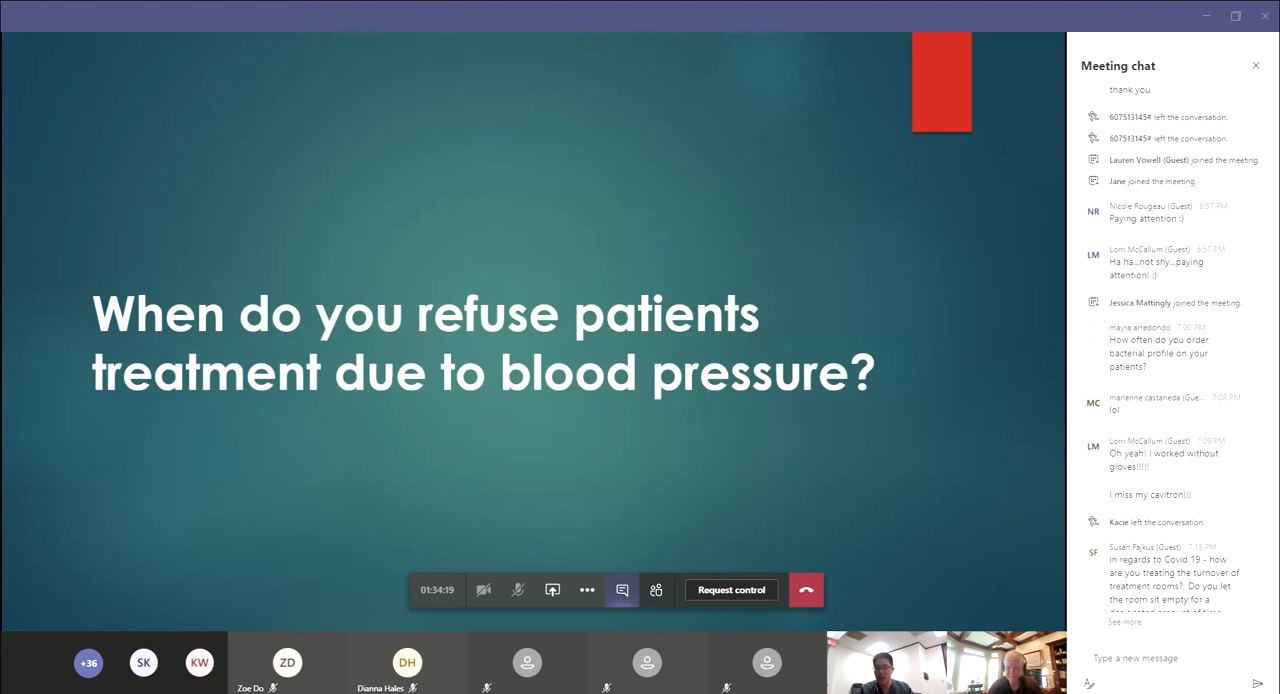 When do you refuse patients
treatment due to blood pressure?
01:34:19
Request control
+36
SK
KW
ZD
Zoe Do
DH
Dianna Hales
Meeting chat
thank you
607513145# left the conversation.
607513145# left the conversation.
Lauren Vowell (Guest) joined the meeting.
Jane joined the meeting.
NR
Nicole Rougeau (Guest) 6:57 PM
Paying attention :)
LM
Lorri McCallum (Guest) 6:57 PM
Ha ha...not shy...paying
attention! :)
Jessica Mattingly joined the meeting.
mayra arredondo 7:00 PM
How often do you order
bacterial profile on your
patients?
MC
marlenne castaneda (Gue... 7:08 PM
lol
LM
Lorri McCallum (Guest) 7:09 PM
Oh yeah! I worked without
gloves!!!!!
I miss my cavitron!!!
Kacie left the conversation.
SF
Susan Fajkus (Guest) 7:15 PM
in regards to Covid 19 - how
are you treating the turnover of
treatment rooms? Do you let
the room sit empty for a
designated amount of time
See more
Type a new message